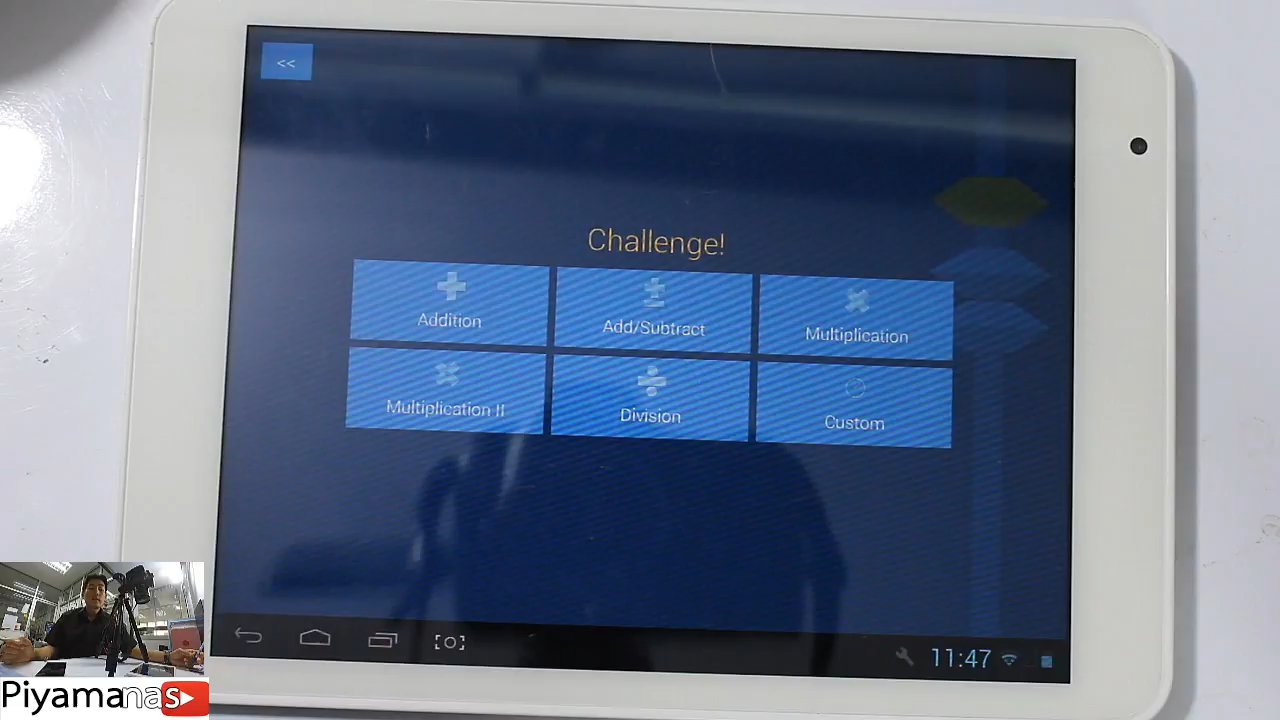 <<
Challenge!
Addition
Add/Subtract
Multiplication
Multiplication II
Division
Custom
11:47
Piyamanas